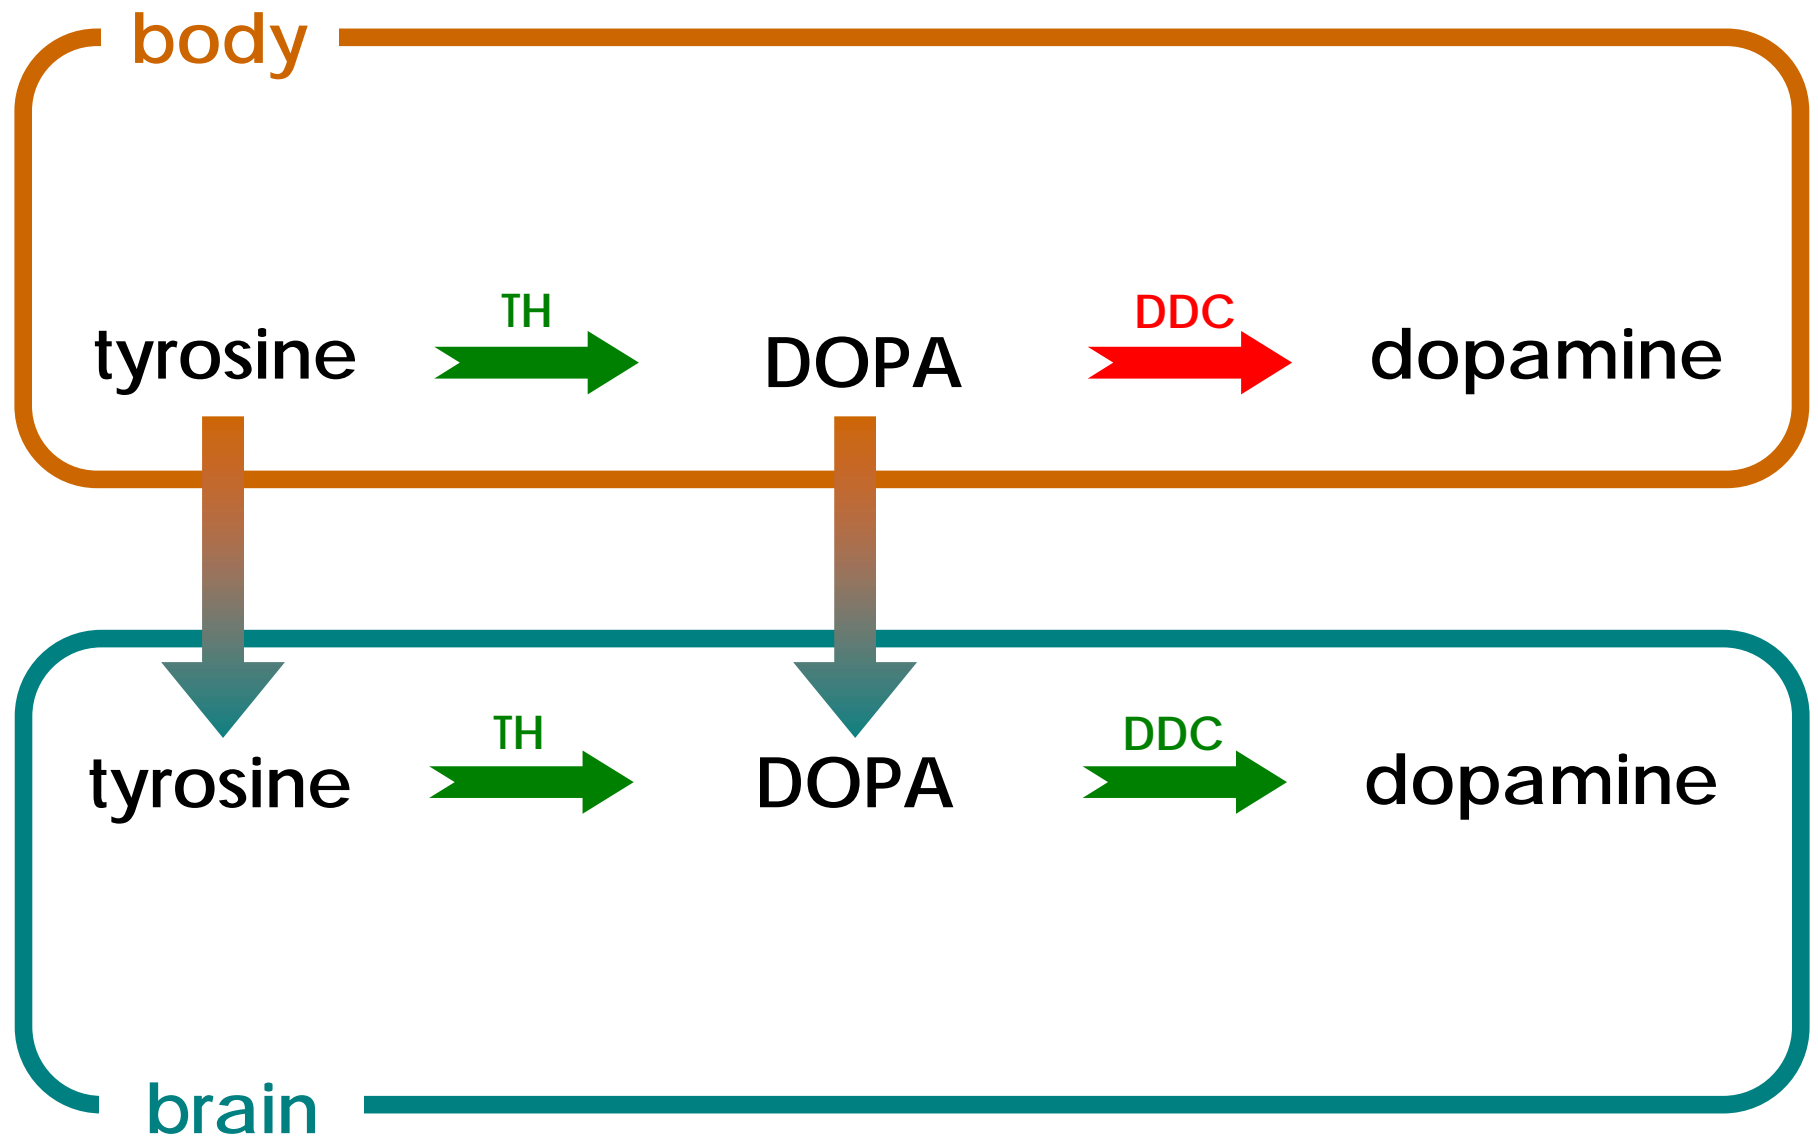 body
TH
DDC
tyrosine
DOPA
dopamine
TH
DDC
tyrosine
DOPA
dopamine
brain